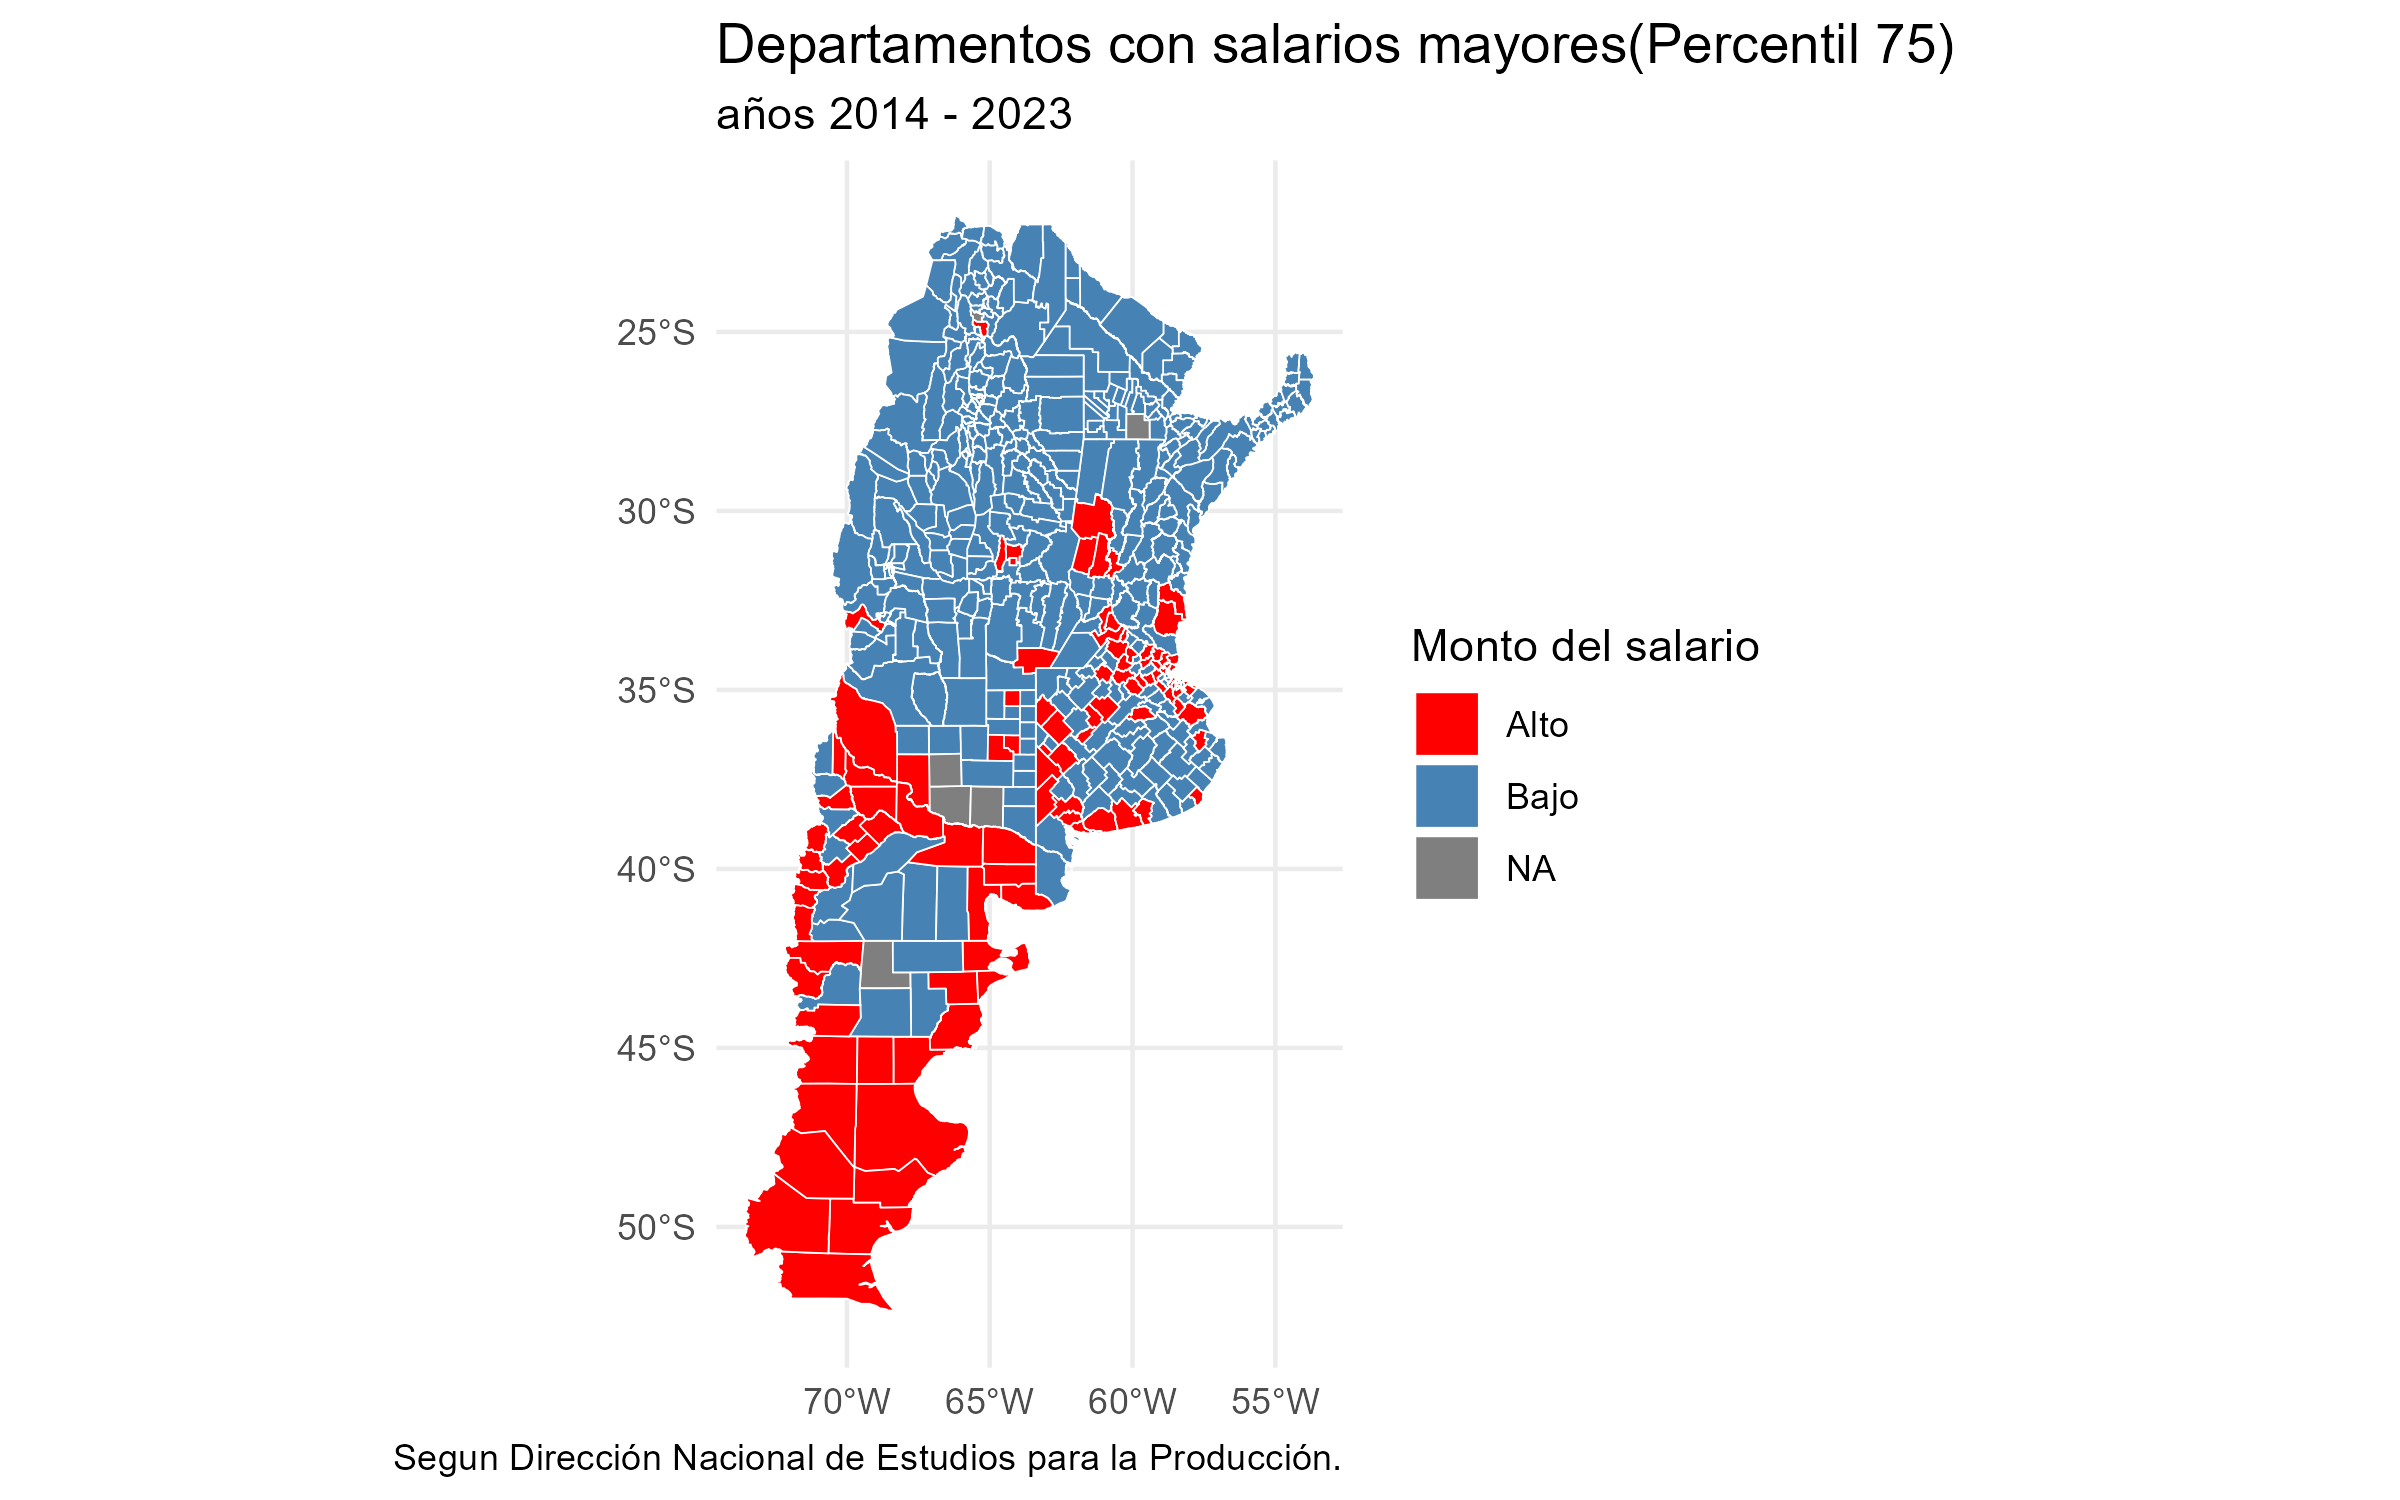 Departamentos con salarios mayores(Percentil 75)
años 2014 - 2023
25°S
30°S
35°S
40°S
45°S
50°S
70°W
65°W
60°W
55°W
Monto del salario
Alto
Bajo
NA
Segun Dirección Nacional de Estudios para la Producción.